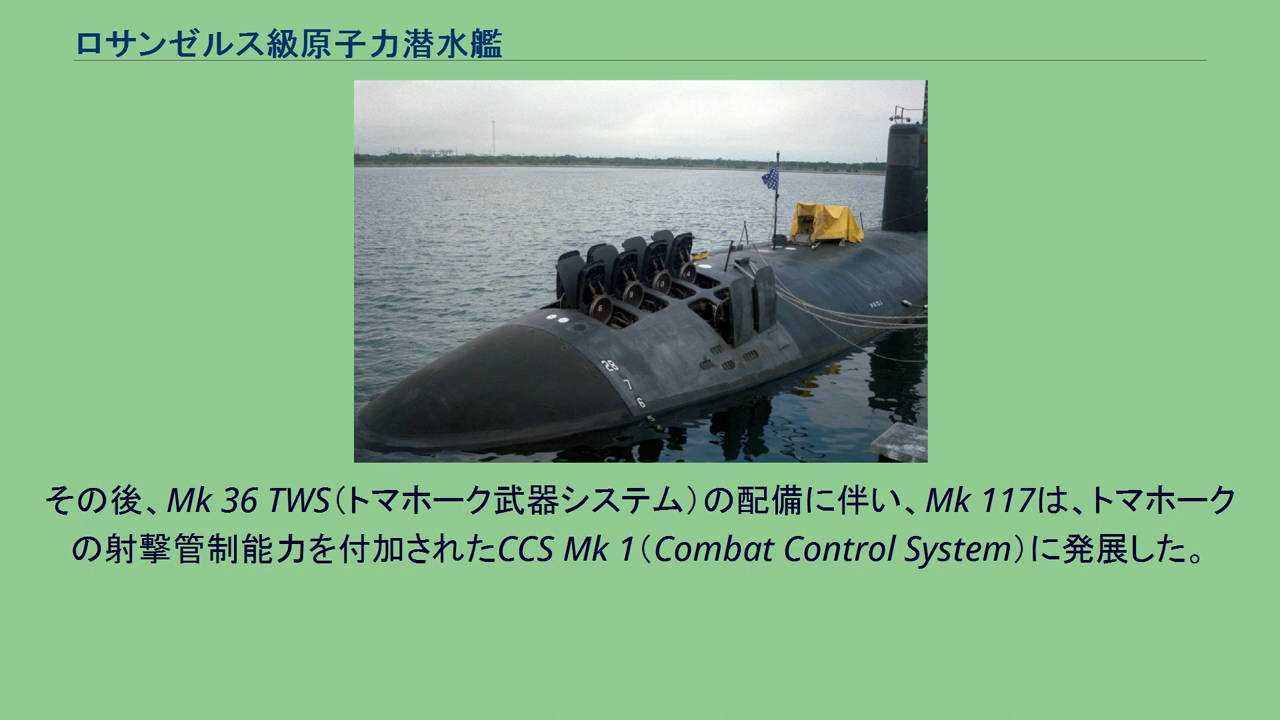 ロサンゼルス級原子力潜水艦
その後、Mk 36 TWS（トマホーク武器システム）の配備に伴い、Mk 117は、トマホーク
の射撃管制能力を付加されたCCS Mk 1（Combat Control System）に発展した。